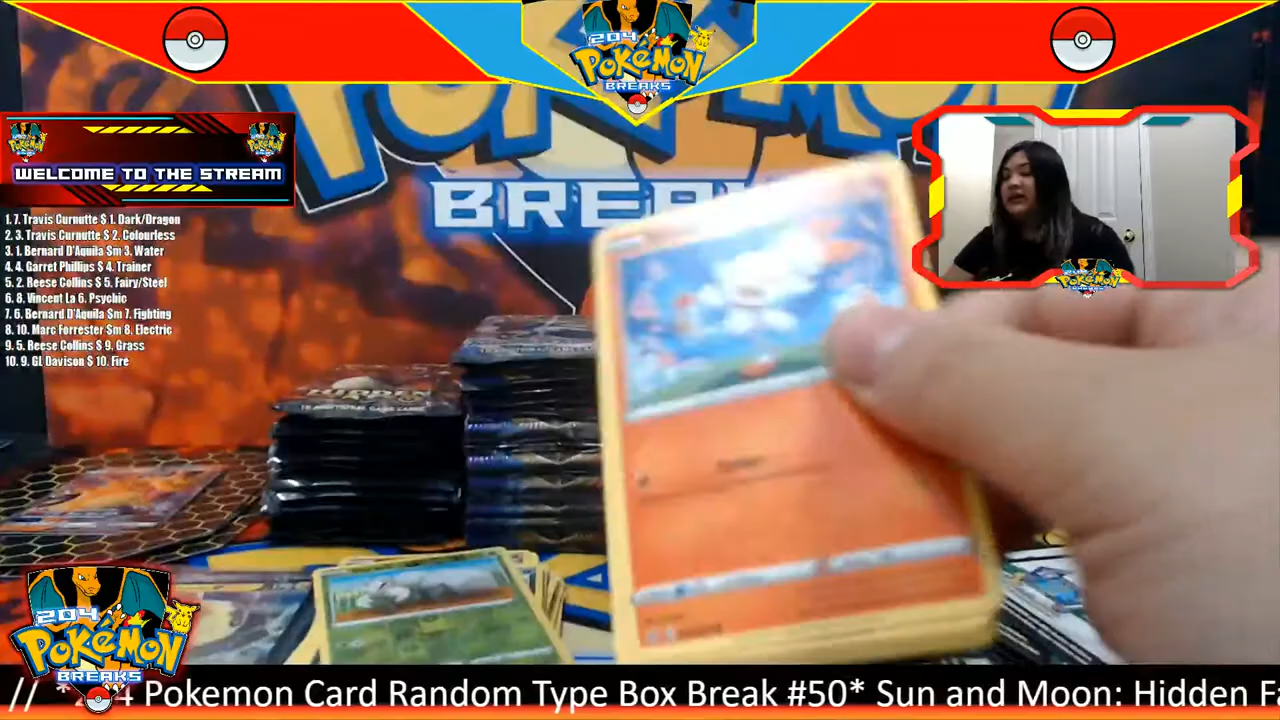 204
POKéMON
BREAKS
POKéMON
BREA
WELCOME TO THE STREAM
1. 7. Travis Curnutte $ 1. Dark/Dragon
2. 3. Travis Curnutte $ 2. Colourless
3. 1. Bernard D'Aquila $m 3. Water
4. 4. Garret Phillips $ 4. Trainer
5. 2. Reese Collins $ 5. Fairy/Steel
6. 8. Vincent La 6. Psychic
7. 6. Bernard D'Aquila $m 7. Fighting
8. 10. Marc Forrester $m 8. Electric
9. 5. Reese Collins $ 9. Grass
10. 9. GL Davison $ 10. Fire
HIDDEN
204
POKéMON
BREAKS
// *204 Pokemon Card Random Type Box Break #50* Sun and Moon: Hidden Fa